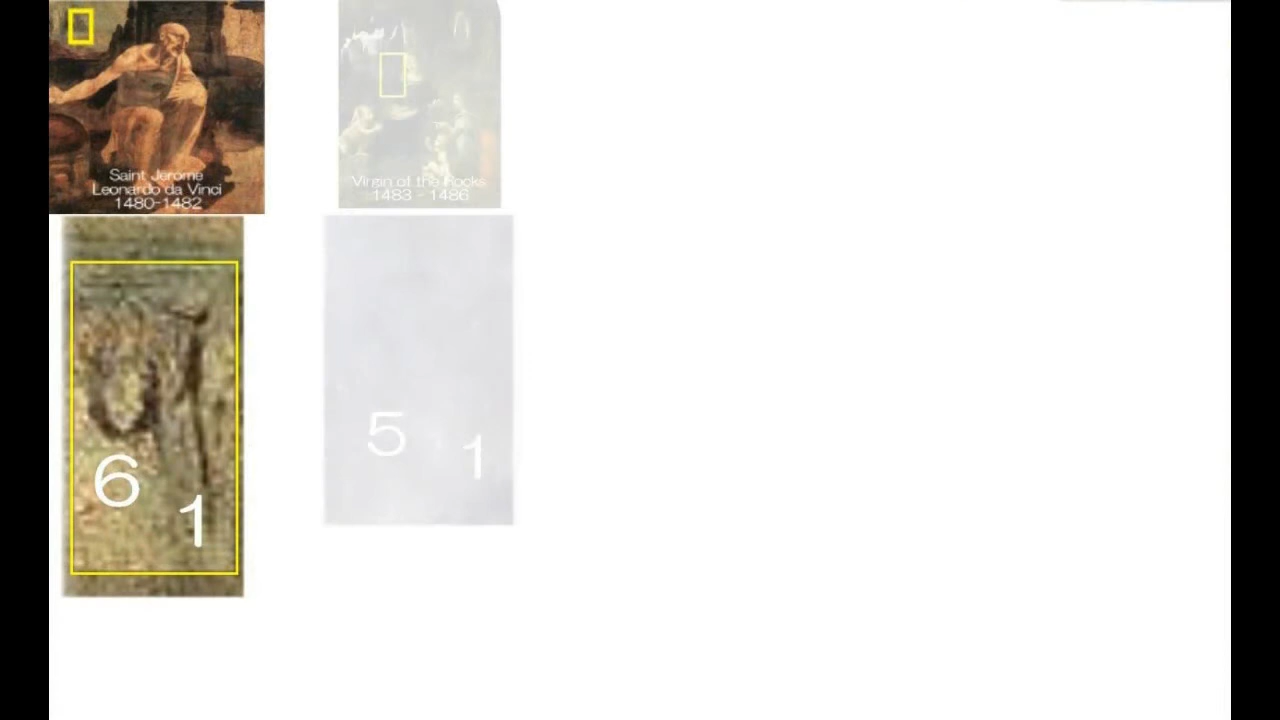 Saint Jerome
Leonardo da Vinci
1480-1482
Virgin of the Rocks
1483 - 1486
6
1
5
1